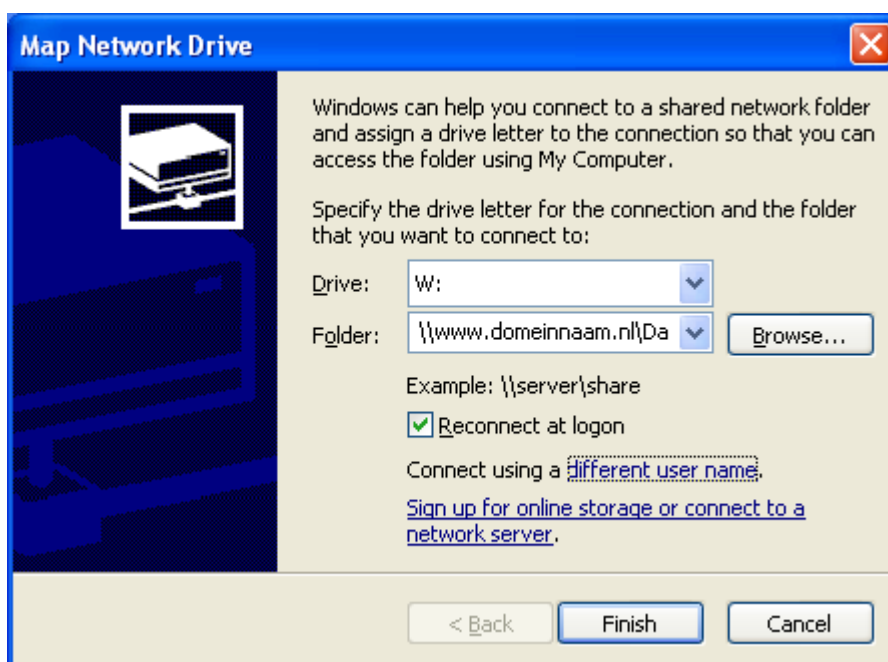 Map Network Drive
Windows can help you connect to a shared network folder
and assign a drive letter to the connection so that you can
access the folder using My Computer.
Specify the drive letter for the connection and the folder
that you want to connect to:
Drive: W:
Folder: \\www.domeinnaam.nl\Da Browse...
Example: \\server\share
Reconnect at logon
Connect using a different user name.
Sign up for online storage or connect to a
network server.
< Back Finish Cancel